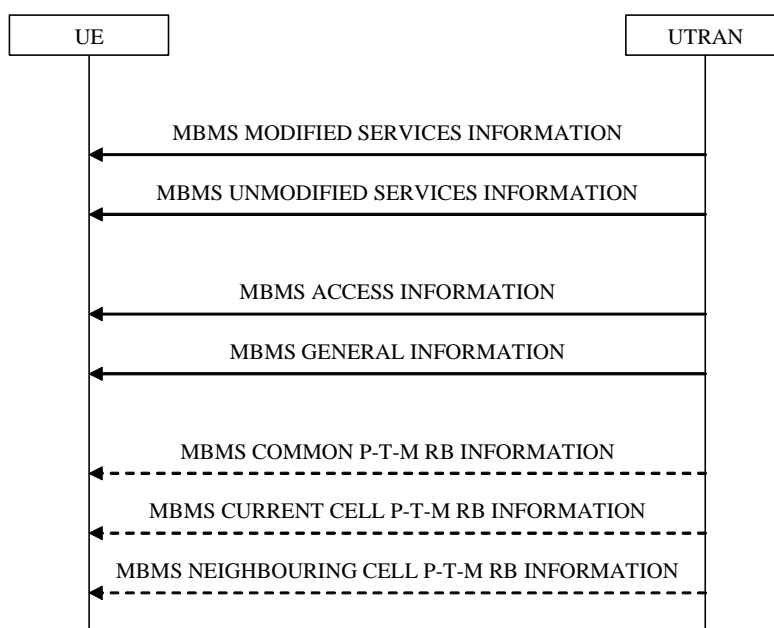 UE
UTRAN
MBMS MODIFIED SERVICES INFORMATION
MBMS UNMODIFIED SERVICES INFORMATION
MBMS ACCESS INFORMATION
MBMS GENERAL INFORMATION
MBMS COMMON P-T-M RB INFORMATION
MBMS CURRENT CELL P-T-M RB INFORMATION
MBMS NEIGHBOURING CELL P-T-M RB INFORMATION